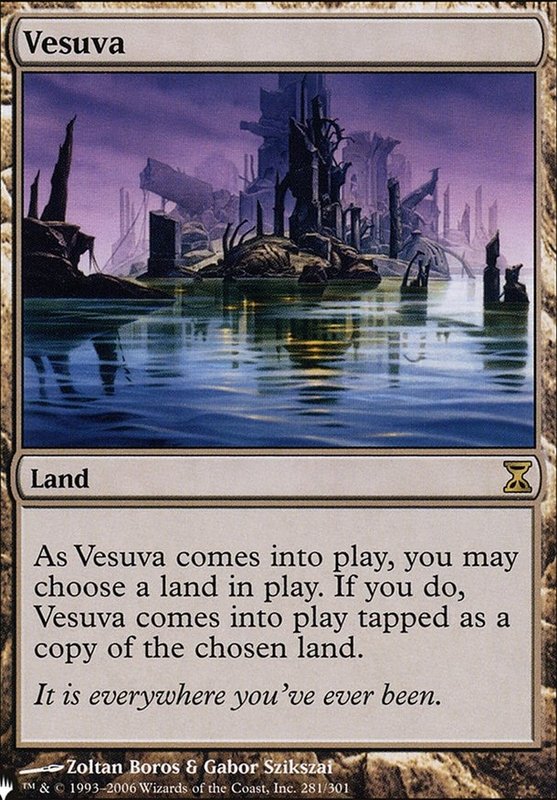 Vesuva
Land
As Vesuva comes into play, you may
choose a land in play. If you do,
Vesuva comes into play tapped as a
copy of the chosen land.
It is everywhere you've ever been.
Zoltan Boros & Gabor Szikszai
™ & © 1993–2006 Wizards of the Coast, Inc. 281/301